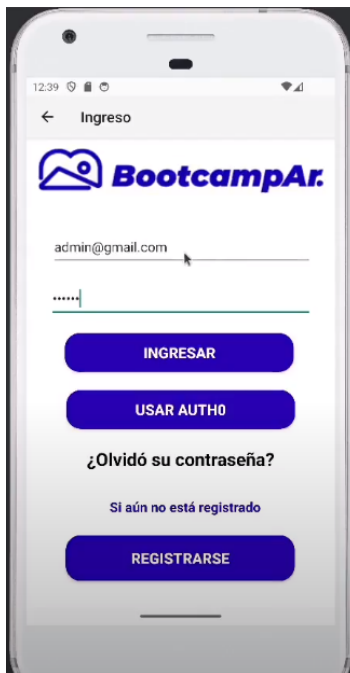 12:39
Ingreso
BootcampAr.
admin@gmail.com
••••••
INGRESAR
USAR AUTH0
¿Olvidó su contraseña?
Si aún no está registrado
REGISTRARSE